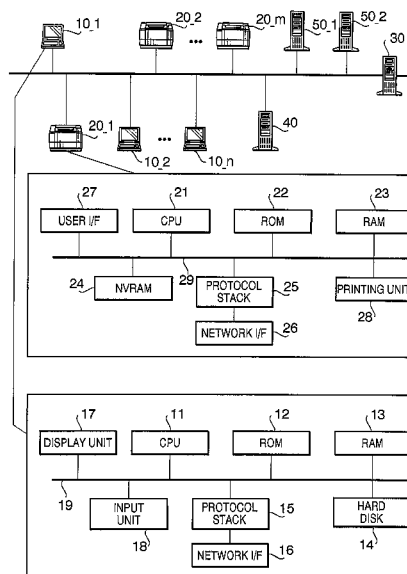 10_1
20_2
20_m
50_1
50_2
30
20_1
10_2
10_n
40
27
21
22
23
USER I/F
CPU
ROM
RAM
29
24
NVRAM
PROTOCOL
STACK
25
PRINTING UNIT
28
NETWORK I/F
26
17
11
12
13
DISPLAY UNIT
CPU
ROM
RAM
19
INPUT
UNIT
18
PROTOCOL
STACK
15
HARD
DISK
14
NETWORK I/F
16